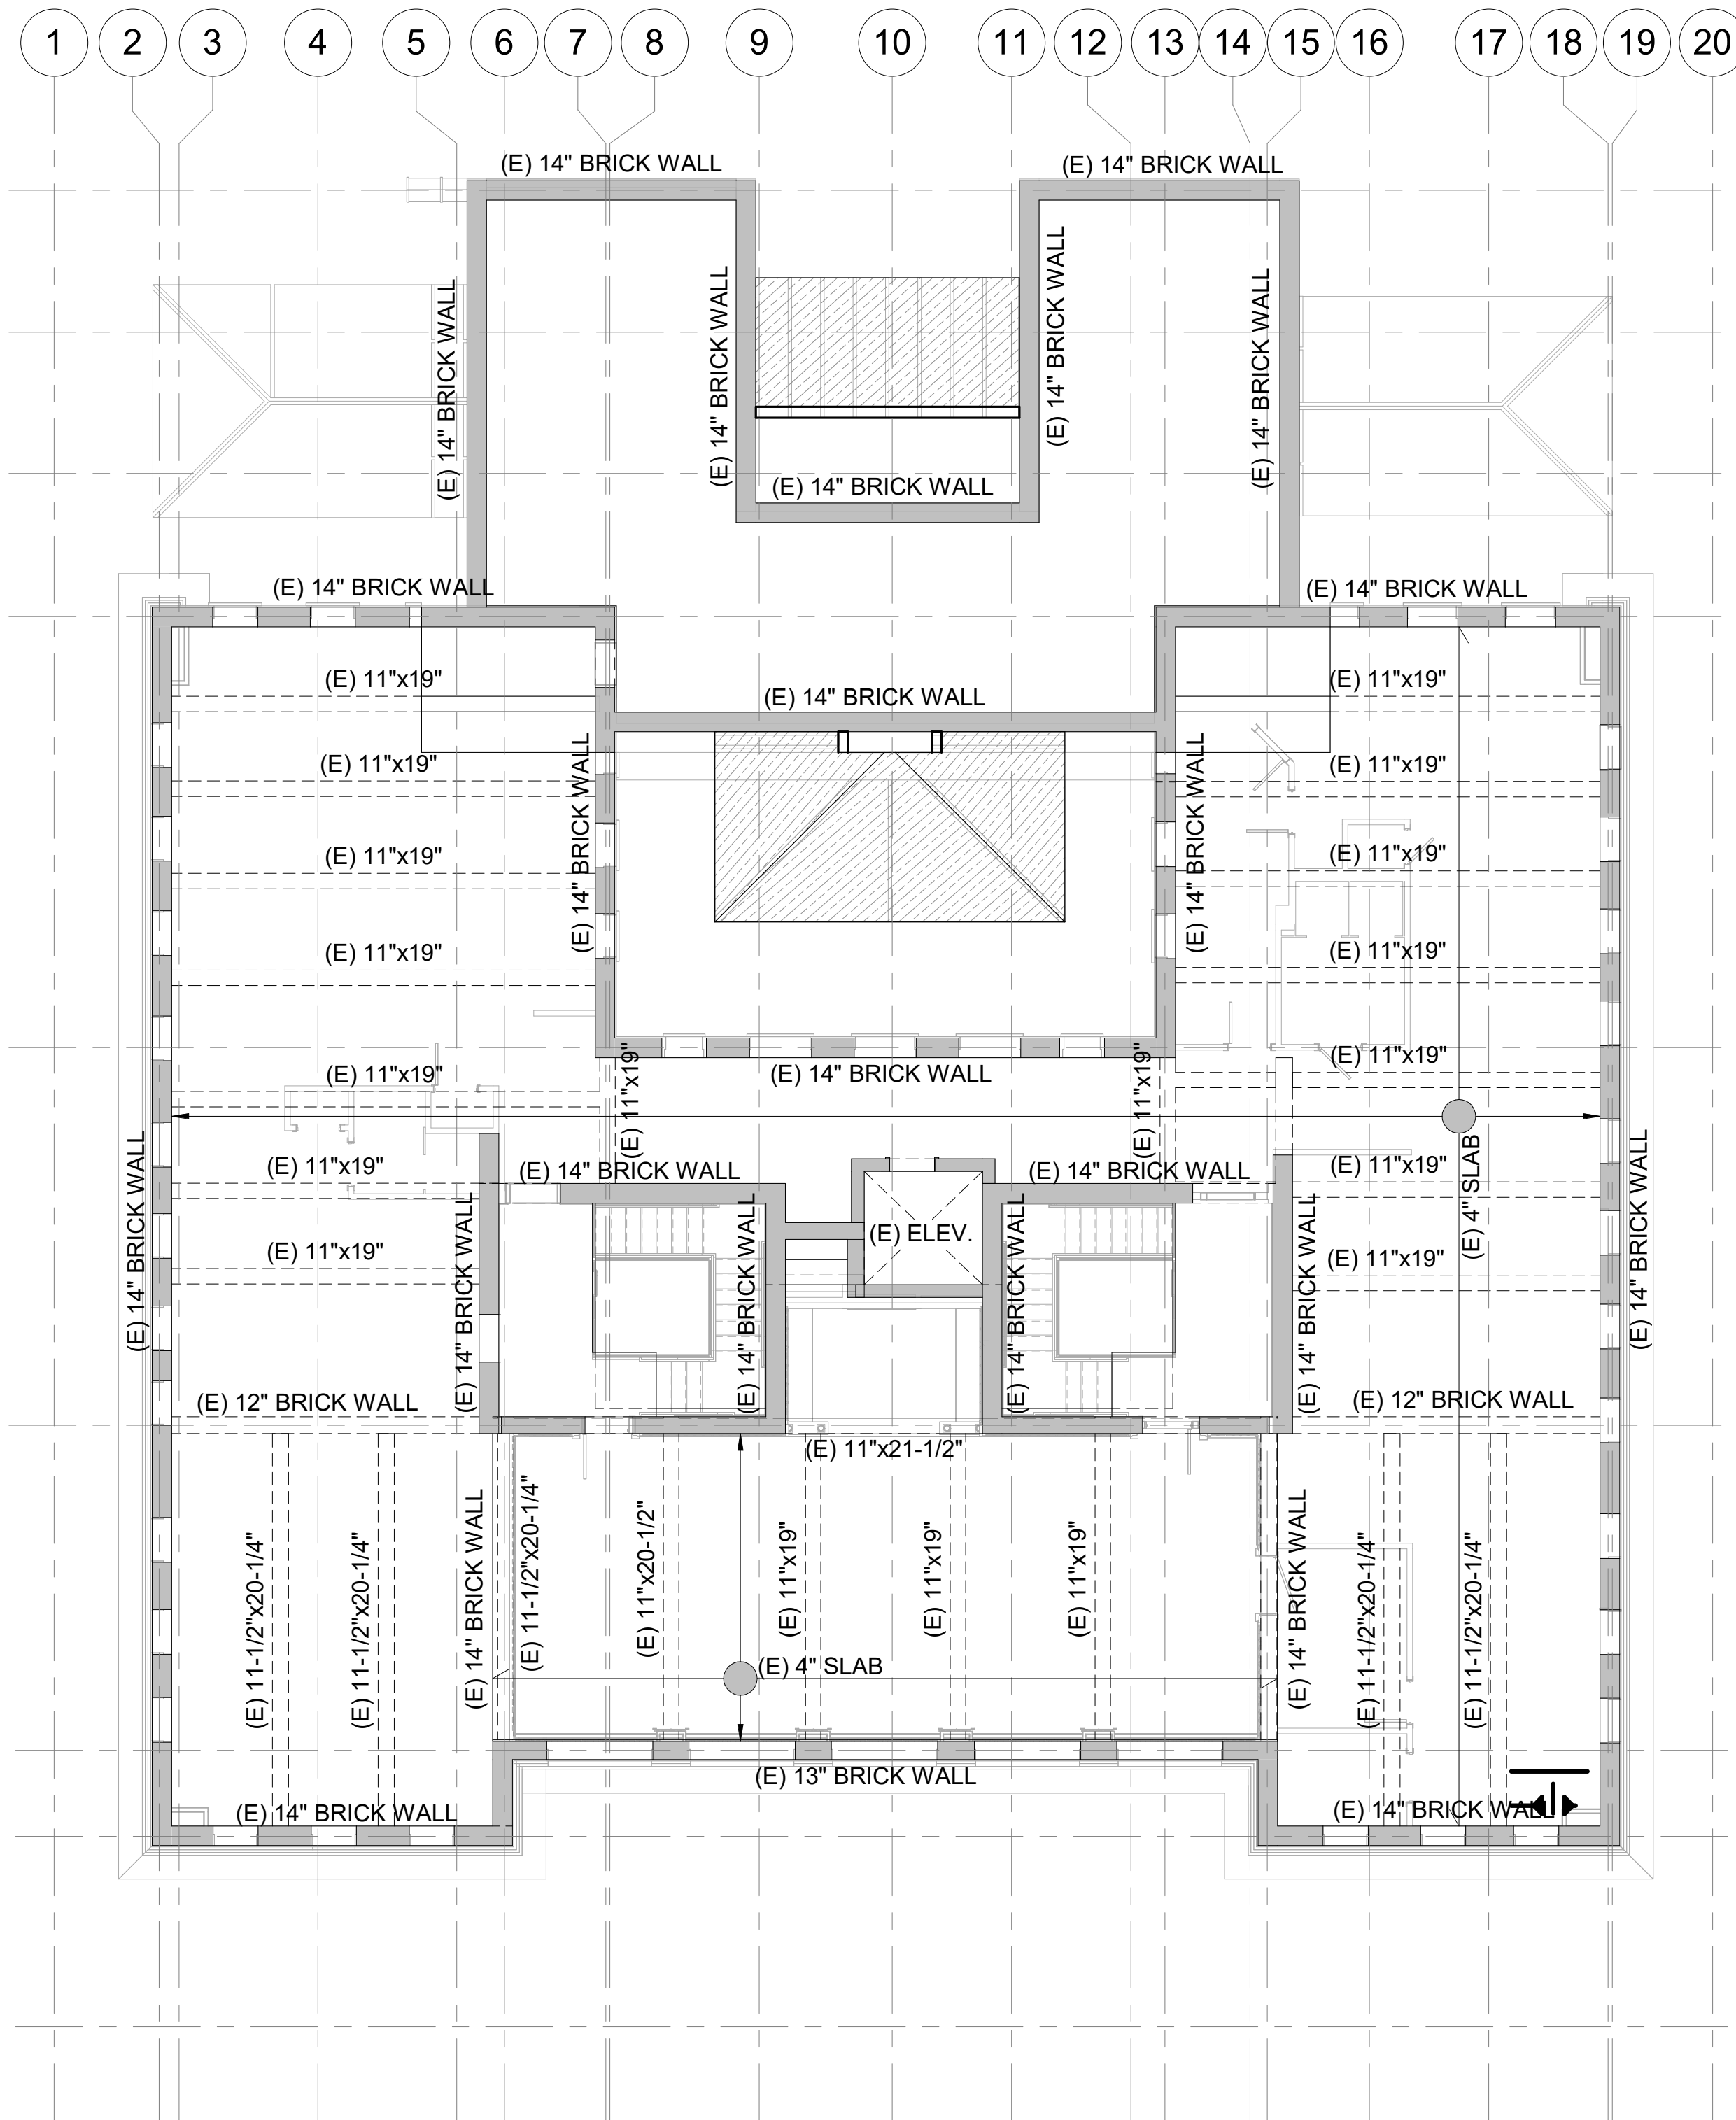 1 2 3 4 5 6 7 8 9 10 11 12 13 14 15 16 17 18 19 20
(E) 14" BRICK WALL
(E) 14" BRICK WALL
(E) 14" BRICK WALL
(E) 14" BRICK WALL
(E) 14" BRICK WALL
(E) 14" BRICK WALL
(E) 14" BRICK WALL
(E) 14" BRICK WALL
(E) 14" BRICK WALL
(E) 11"x19"
(E) 14" BRICK WALL
(E) 11"x19"
(E) 11"x19"
(E) 14" BRICK WALL
(E) 14" BRICK WALL
(E) 11"x19"
(E) 11"x19"
(E) 11"x19"
(E) 11"x19"
(E) 11"x19"
(E) 11"x19"
(E) 11"x19"
(E) 14" BRICK WALL
(E) 11"x19"
(E) 11"x19"
(E) 14" BRICK WALL
(E) 11"x19"
(E) 14" BRICK WALL
(E) 14" BRICK WALL
(E) 11"x19"
(E) 4" SLAB
(E) 14" BRICK WALL
(E) 11"x19"
(E) 14" BRICK WALL
(E) 14" BRICK WALL
(E) ELEV.
(E) 14" BRICK WALL
(E) 14" BRICK WALL
(E) 11"x19"
(E) 12" BRICK WALL
(E) 12" BRICK WALL
(E) 11"x21-1/2"
(E) 11-1/2"x20-1/4"
(E) 11-1/2"x20-1/4"
(E) 14" BRICK WALL
(E) 11-1/2"x20-1/4"
(E) 11"x20-1/2"
(E) 11"x19"
(E) 11"x19"
(E) 11"x19"
(E) 14" BRICK WALL
(E) 11-1/2"x20-1/4"
(E) 11-1/2"x20-1/4"
(E) 4" SLAB
(E) 13" BRICK WALL
(E) 14" BRICK WALL
(E) 14" BRICK WALL
(E) 11"x19"